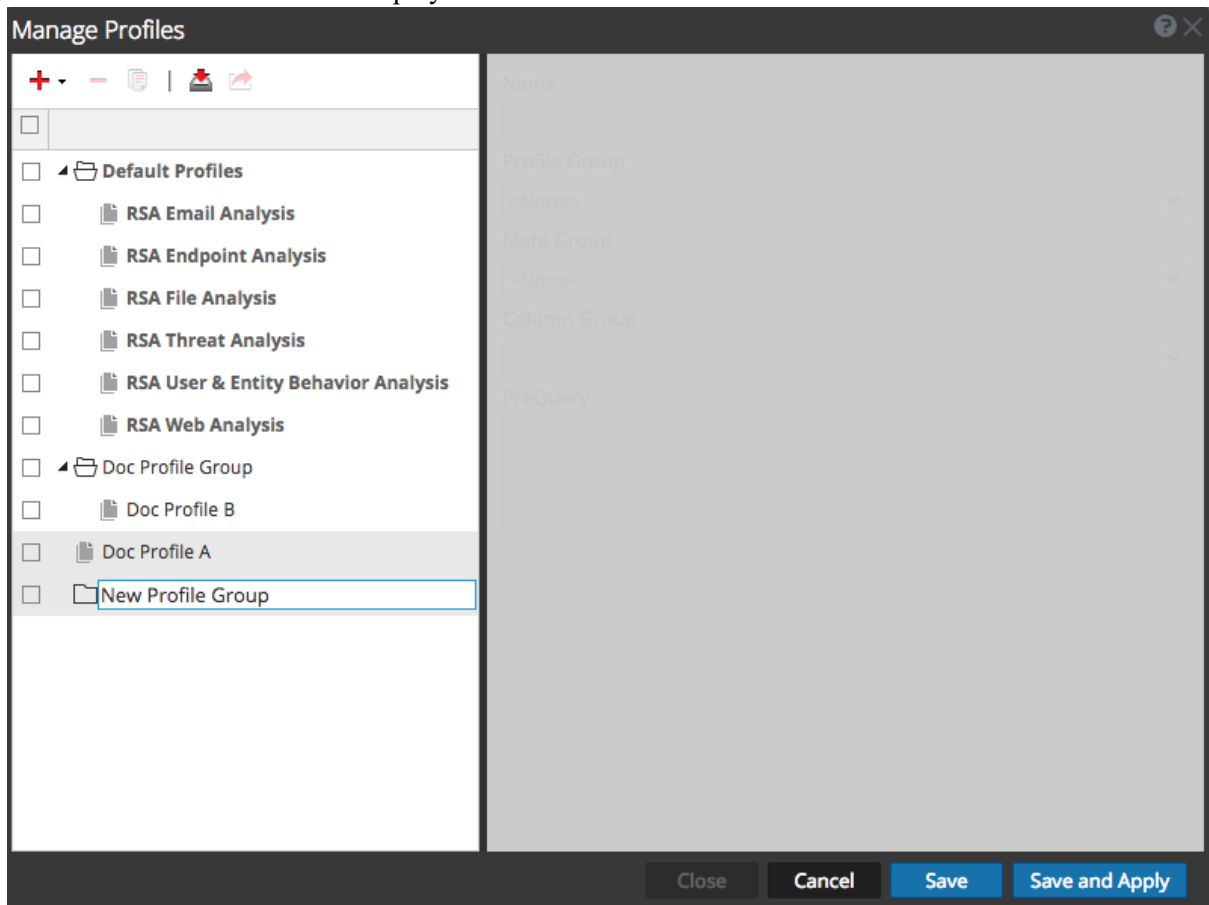 Manage Profiles
Default Profiles
RSA Email Analysis
RSA Endpoint Analysis
RSA File Analysis
RSA Threat Analysis
RSA User & Entity Behavior Analysis
RSA Web Analysis
Doc Profile Group
Doc Profile B
Doc Profile A
New Profile Group
Name
Profile Group
<None>
Meta Group
<None>
Column Group
PreQuery
Close Cancel Save Save and Apply